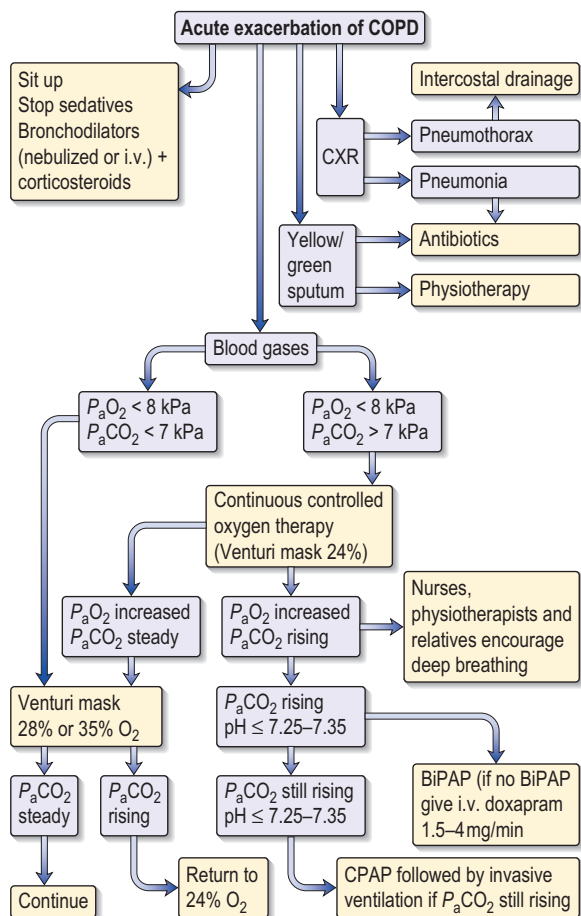 Acute exacerbation of COPD
Sit up
Stop sedatives
Bronchodilators
(nebulized or i.v.) +
corticosteroids
Intercostal drainage
CXR
Pneumothorax
Pneumonia
Yellow/
green
sputum
Antibiotics
Physiotherapy
Blood gases
PaO2 < 8 kPa
PaCO2 < 7 kPa
PaO2 < 8 kPa
PaCO2 > 7 kPa
Continuous controlled
oxygen therapy
(Venturi mask 24%)
PaO2 increased
PaCO2 steady
PaO2 increased
PaCO2 rising
Nurses,
physiotherapists and
relatives encourage
deep breathing
Venturi mask
28% or 35% O2
PaCO2 rising
pH ≤ 7.25–7.35
PaCO2
steady
PaCO2
rising
PaCO2 still rising
pH ≤ 7.25–7.35
BiPAP (if no BiPAP
give i.v. doxapram
1.5–4 mg/min
Continue
Return to
24% O2
CPAP followed by invasive
ventilation if PaCO2 still rising